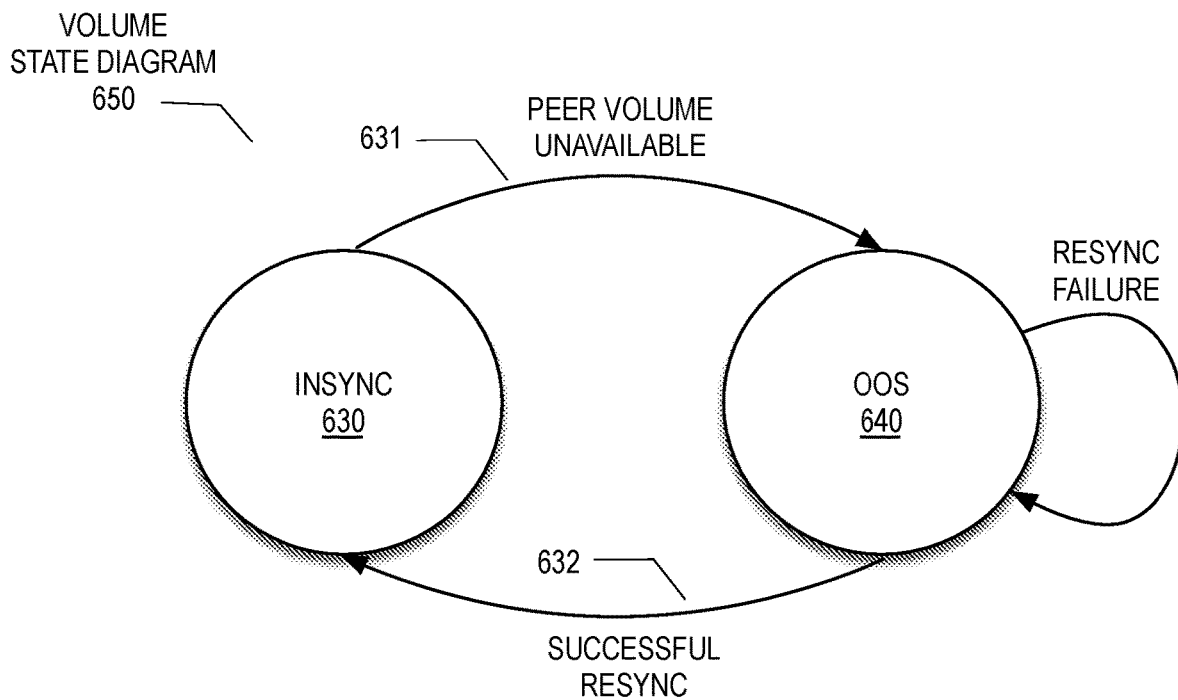 VOLUME
STATE DIAGRAM
650
631
PEER VOLUME
UNAVAILABLE
RESYNC
FAILURE
INSYNC
630
OOS
640
632
SUCCESSFUL
RESYNC